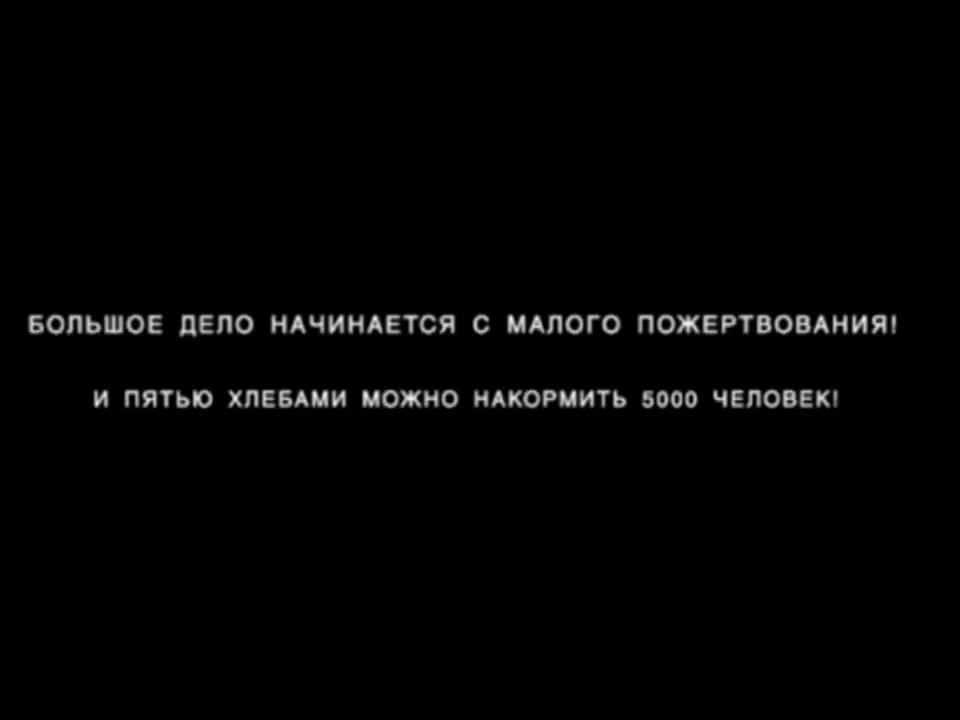 БОЛЬШОЕ ДЕЛО НАЧИНАЕТСЯ С МАЛОГО ПОЖЕРТВОВАНИЯ!
И ПЯТЬЮ ХЛЕБАМИ МОЖНО НАКОРМИТЬ 5000 ЧЕЛОВЕК!